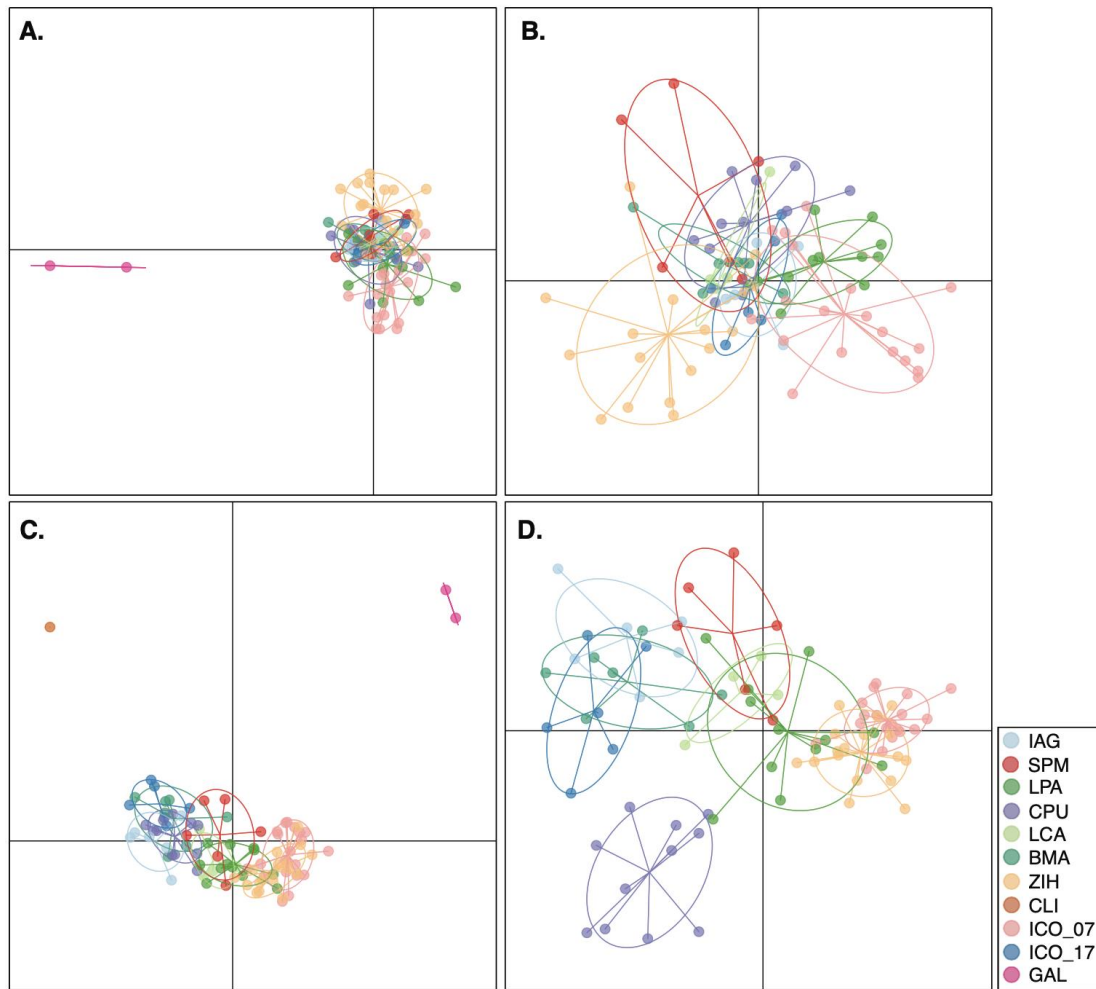 A.
B.
C.
D.
IAG
SPM
LPA
CPU
LCA
BMA
ZIH
CLI
ICO_07
ICO_17
GAL